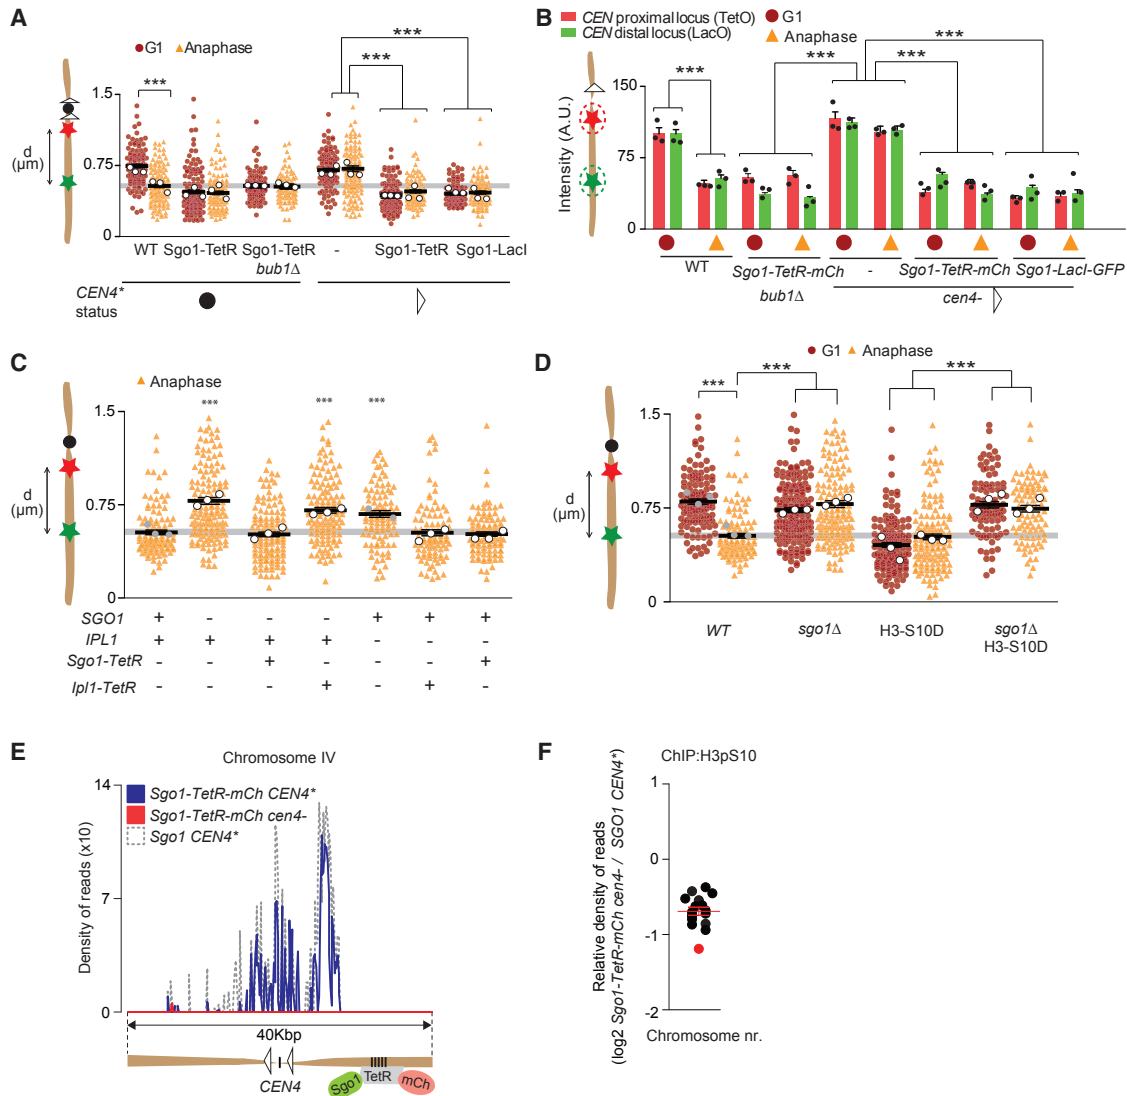 A
G1 Anaphase
***
***
***
1.5
d
(µm)
0.75
0
WT Sgo1-TetR Sgo1-TetR - Sgo1-TetR Sgo1-LacI
bub1Δ
CEN4*
status
B
CEN proximal locus (TetO) G1
CEN distal locus (LacO) Anaphase
***
***
***
***
150
Intensity (A.U.)
75
0
WT Sgo1-TetR-mCh - Sgo1-TetR-mCh Sgo1-LacI-GFP
bub1Δ cen4-
C
Anaphase
*** *** ***
1.5
d
(µm)
0.75
0
SGO1 + - - - + + +
IPL1 + + + + - - -
Sgo1-TetR - - + - - - +
Ipl1-TetR - - - + - + -
D
G1 Anaphase
*** *** ***
1.5
d
(µm)
0.75
0
WT sgo1Δ H3-S10D sgo1Δ
H3-S10D
E
Chromosome IV
14
Sgo1-TetR-mCh CEN4*
Sgo1-TetR-mCh cen4-
Sgo1 CEN4*
Density of reads (x10)
7
0
40Kbp
CEN4
Sgo1 TetR mCh
F
ChIP:H3pS10
1
0
-1
-2
Relative density of reads
(log2 Sgo1-TetR-mCh cen4- / SGO1 CEN4*)
Chromosome nr.